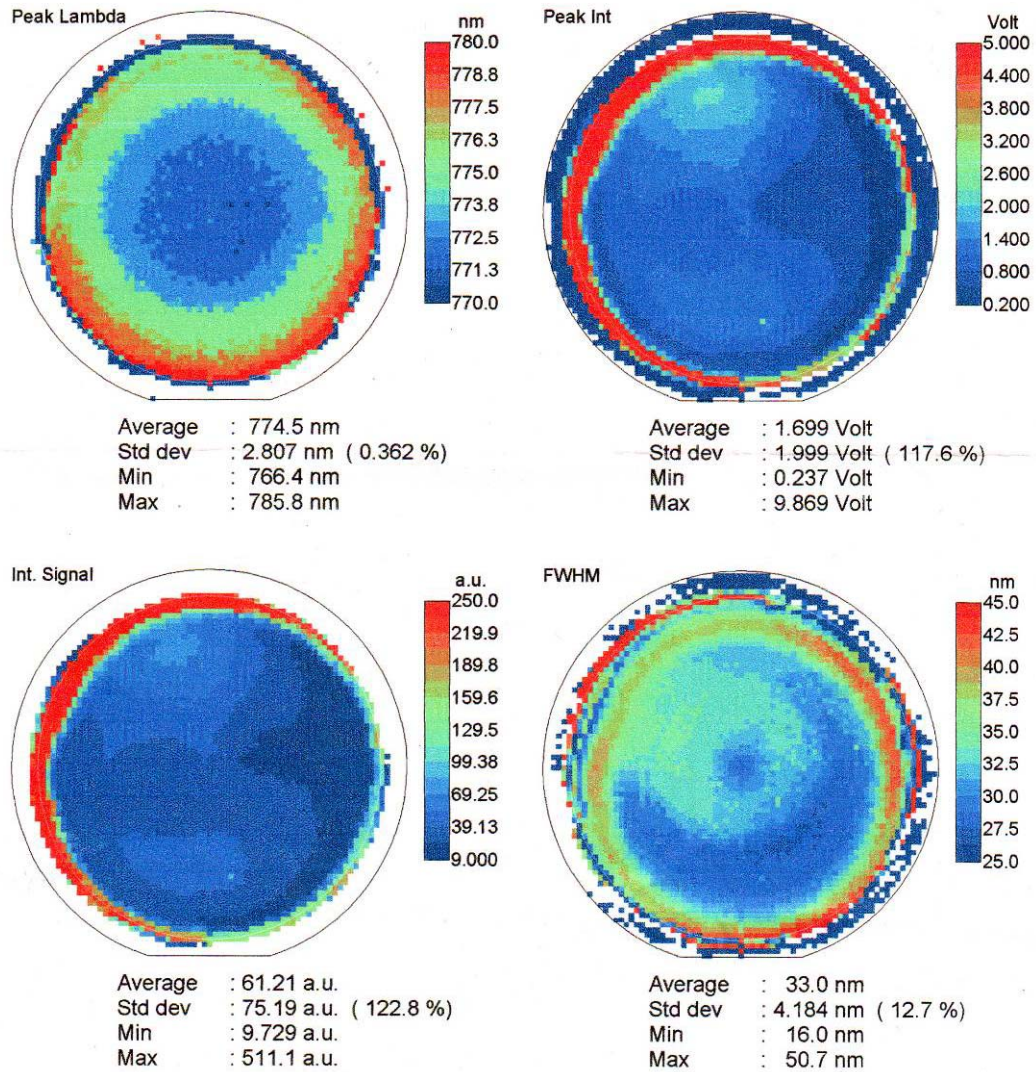 Peak Lambda
nm
780.0
778.8
777.5
776.3
775.0
773.8
772.5
771.3
770.0
Average : 774.5 nm
Std dev : 2.807 nm ( 0.362 %)
Min : 766.4 nm
Max : 785.8 nm
Peak Int
Volt
5.000
4.400
3.800
3.200
2.600
2.000
1.400
0.800
0.200
Average : 1.699 Volt
Std dev : 1.999 Volt ( 117.6 %)
Min : 0.237 Volt
Max : 9.869 Volt
Int. Signal
a.u.
250.0
219.9
189.8
159.6
129.5
99.38
69.25
39.13
9.000
Average : 61.21 a.u.
Std dev : 75.19 a.u. ( 122.8 %)
Min : 9.729 a.u.
Max : 511.1 a.u.
FWHM
nm
45.0
42.5
40.0
37.5
35.0
32.5
30.0
27.5
25.0
Average : 33.0 nm
Std dev : 4.184 nm ( 12.7 %)
Min : 16.0 nm
Max : 50.7 nm